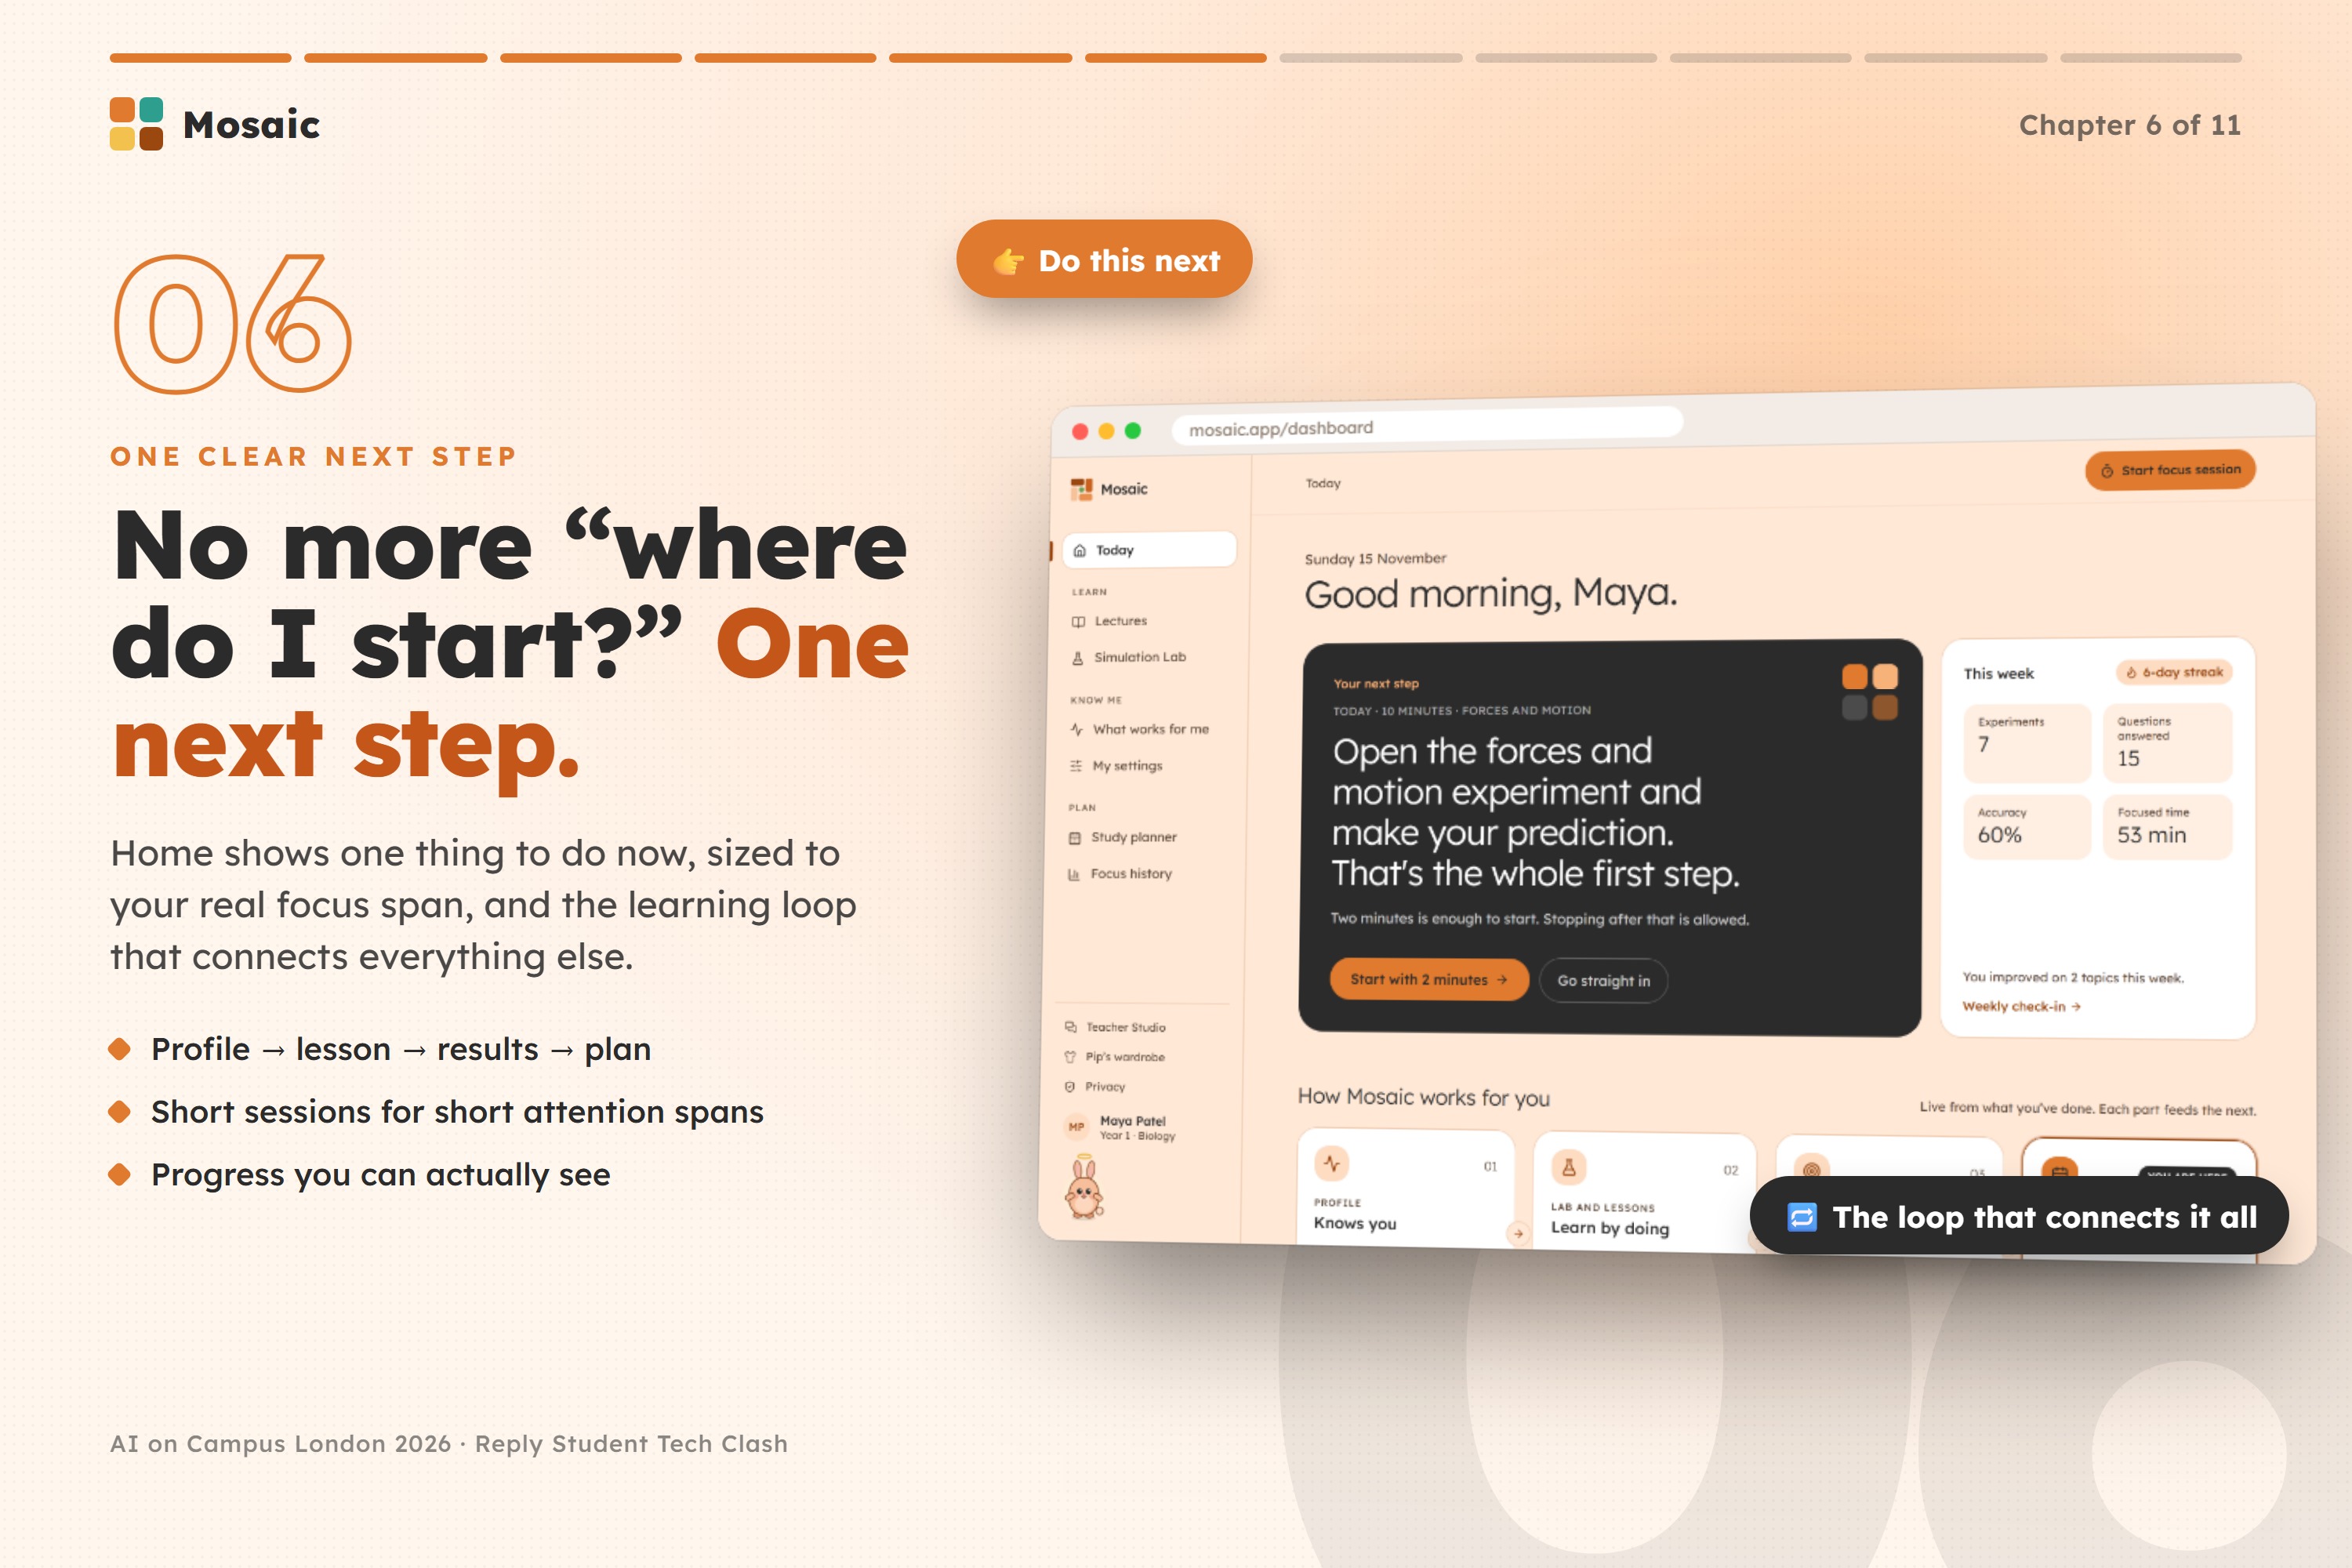 Mosaic
Chapter 6 of 11
👉 Do this next
06
ONE CLEAR NEXT STEP
No more “where
do I start?” One
next step.
Home shows one thing to do now, sized to
your real focus span, and the learning loop
that connects everything else.
Profile → lesson → results → plan
Short sessions for short attention spans
Progress you can actually see
AI on Campus London 2026 · Reply Student Tech Clash
mosaic.app/dashboard
Mosaic
Today
LEARN
Lectures
Simulation Lab
KNOW ME
What works for me
My settings
PLAN
Study planner
Focus history
Teacher Studio
Pip's wardrobe
Privacy
MP
Maya Patel
Year 1 · Biology
Today
Start focus session
Sunday 15 November
Good morning, Maya.
Your next step
TODAY · 10 MINUTES · FORCES AND MOTION
Open the forces and
motion experiment and
make your prediction.
That's the whole first step.
Two minutes is enough to start. Stopping after that is allowed.
Start with 2 minutes →
Go straight in
This week
6-day streak
Experiments
7
Questions
answered
15
Accuracy
60%
Focused time
53 min
You improved on 2 topics this week.
Weekly check-in →
How Mosaic works for you
Live from what you've done. Each part feeds the next.
01
PROFILE
Knows you
02
LAB AND LESSONS
Learn by doing
03
🔁 The loop that connects it all